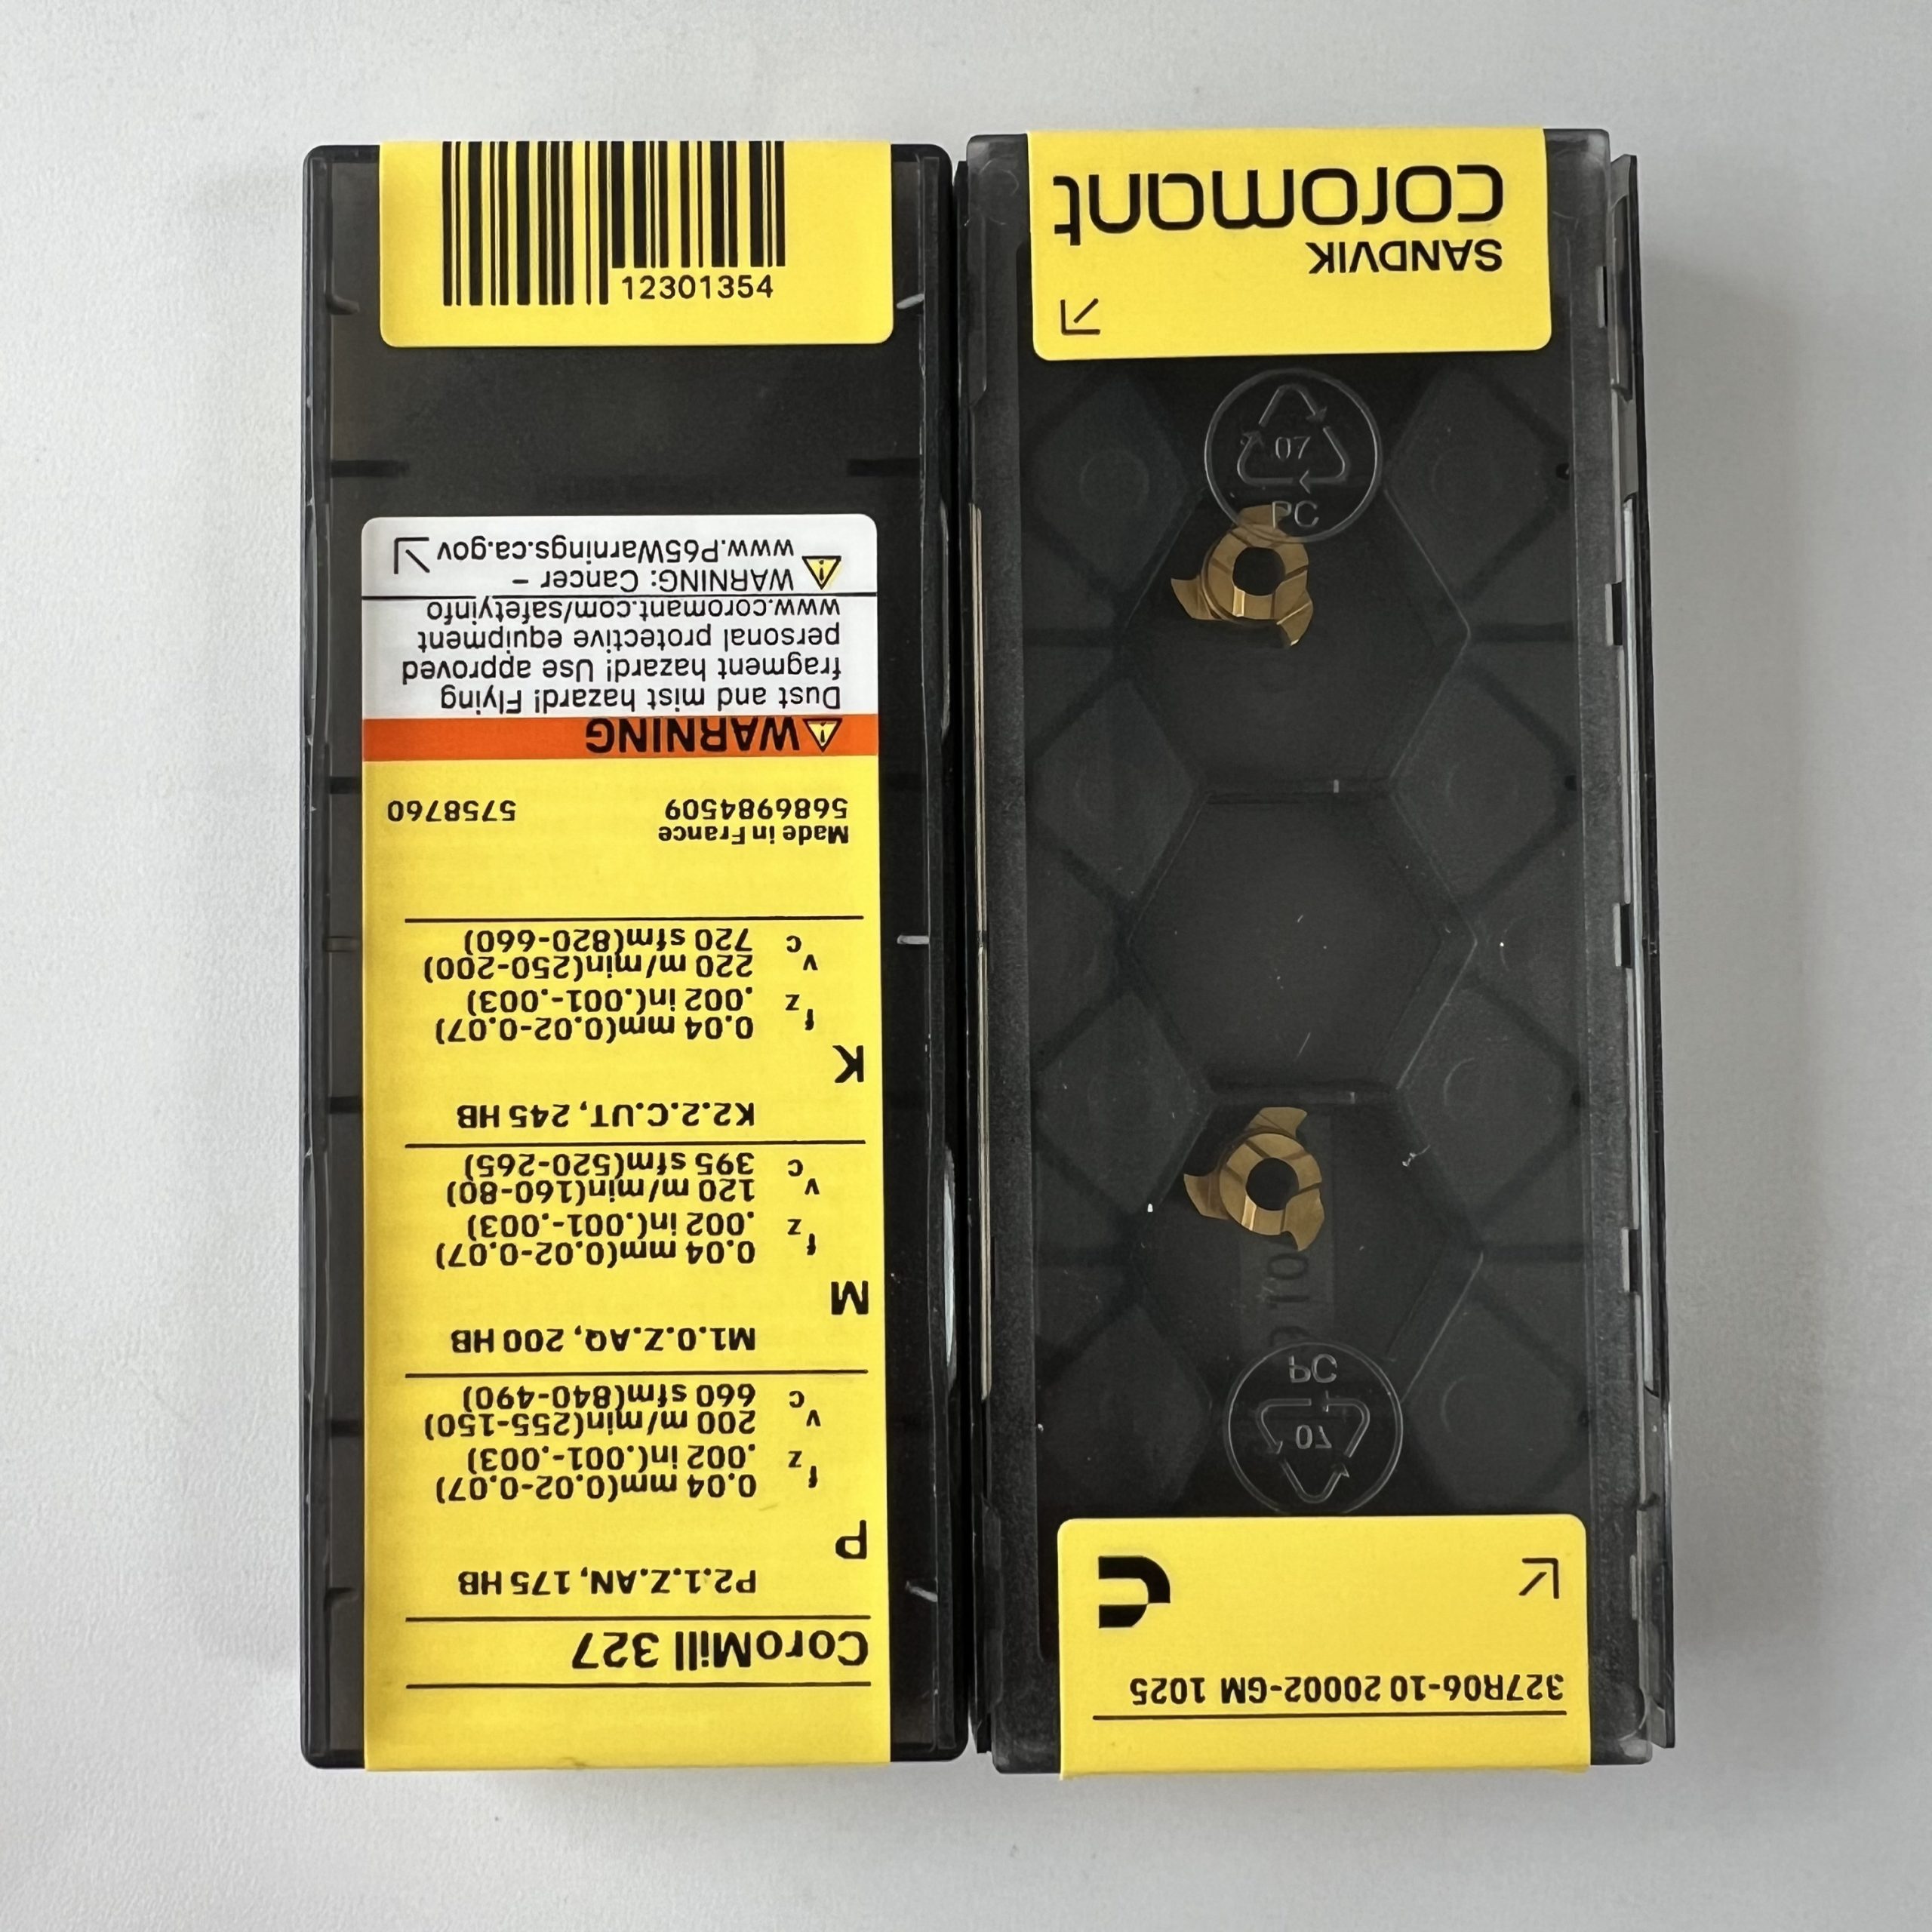 12301354
CoroMill 327
P2.1.Z.AN, 175 HB
P
fz 0.04 mm(0.02-0.07)
.002 in(.001-.003)
vc 200 m/min(255-150)
660 sfm(840-490)
M1.0.Z.AQ, 200 HB
M
fz 0.04 mm(0.02-0.07)
.002 in(.001-.003)
vc 120 m/min(160-80)
395 sfm(520-265)
K2.2.C.UT, 245 HB
K
fz 0.04 mm(0.02-0.07)
.002 in(.001-.003)
vc 220 m/min(250-200)
720 sfm(820-660)
Made in France
5686984509 5758760
WARNING
Dust and mist hazard! Flying
fragment hazard! Use approved
personal protective equipment
www.coromant.com/safetyinfo
WARNING: Cancer –
www.P65Warnings.ca.gov
327R06-10 20002-GM 1025
07
PC
07
PC
SANDVIK
coromant